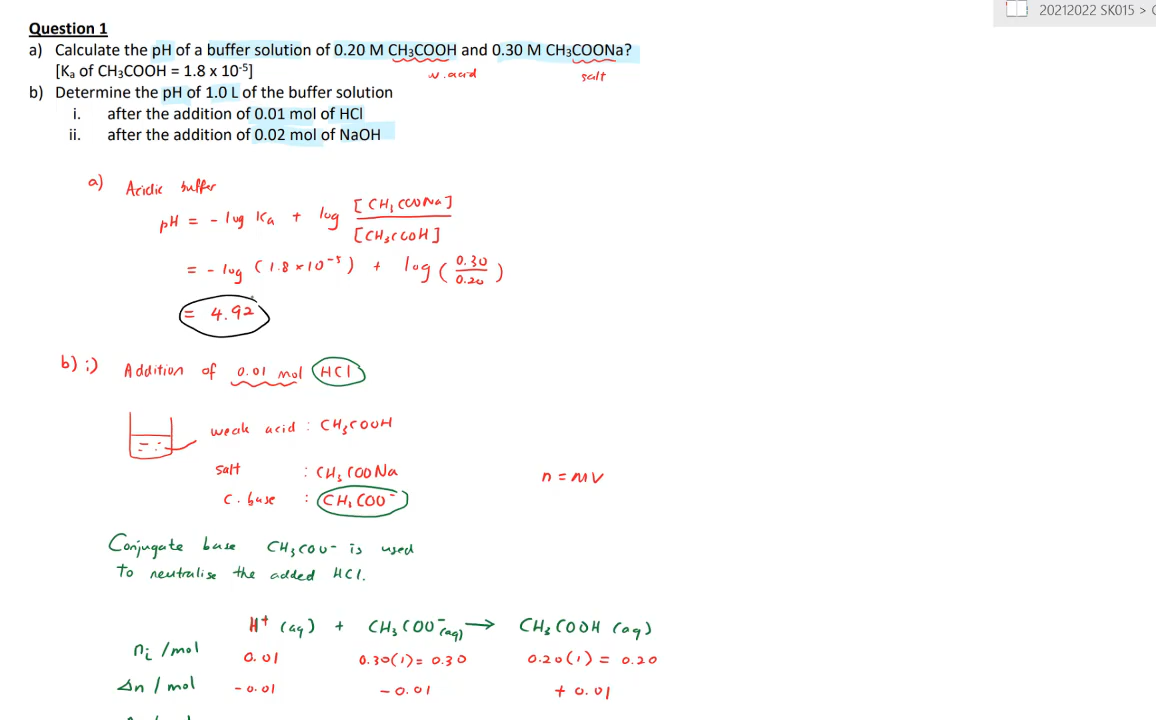 20212022 SK015 >
Question 1
a) Calculate the pH of a buffer solution of 0.20 M CH₃COOH and 0.30 M CH₃COONa?
[Kₐ of CH₃COOH = 1.8 x 10⁻⁵]
w.acid salt
b) Determine the pH of 1.0 L of the buffer solution
i. after the addition of 0.01 mol of HCl
ii. after the addition of 0.02 mol of NaOH
a) Acidic buffer
pH = - log Ka + log [CH₃COONa] / [CH₃COOH]
= - log (1.8 × 10⁻⁵) + log (0.30 / 0.20)
= 4.92
b) i) Addition of 0.01 mol HCl
weak acid : CH₃COOH
salt : CH₃COONa
n = MV
c. base : CH₃COO⁻
Conjugate base CH₃COO⁻ is used
to neutralise the added HCl.
H⁺ (aq) + CH₃COO⁻(aq) → CH₃COOH (aq)
nᵢ /mol 0.01 0.30(1) = 0.30 0.20(1) = 0.20
Δn / mol - 0.01 - 0.01 + 0.01